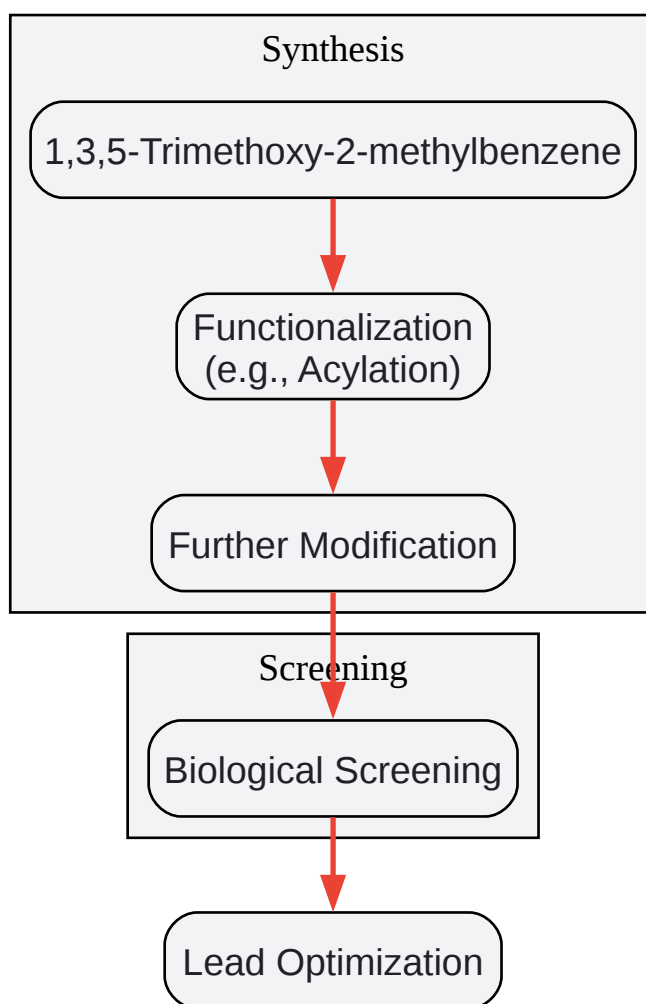 Synthesis
1,3,5-Trimethoxy-2-methylbenzene
Functionalization
(e.g., Acylation)
Further Modification
Screening
Biological Screening
Lead Optimization